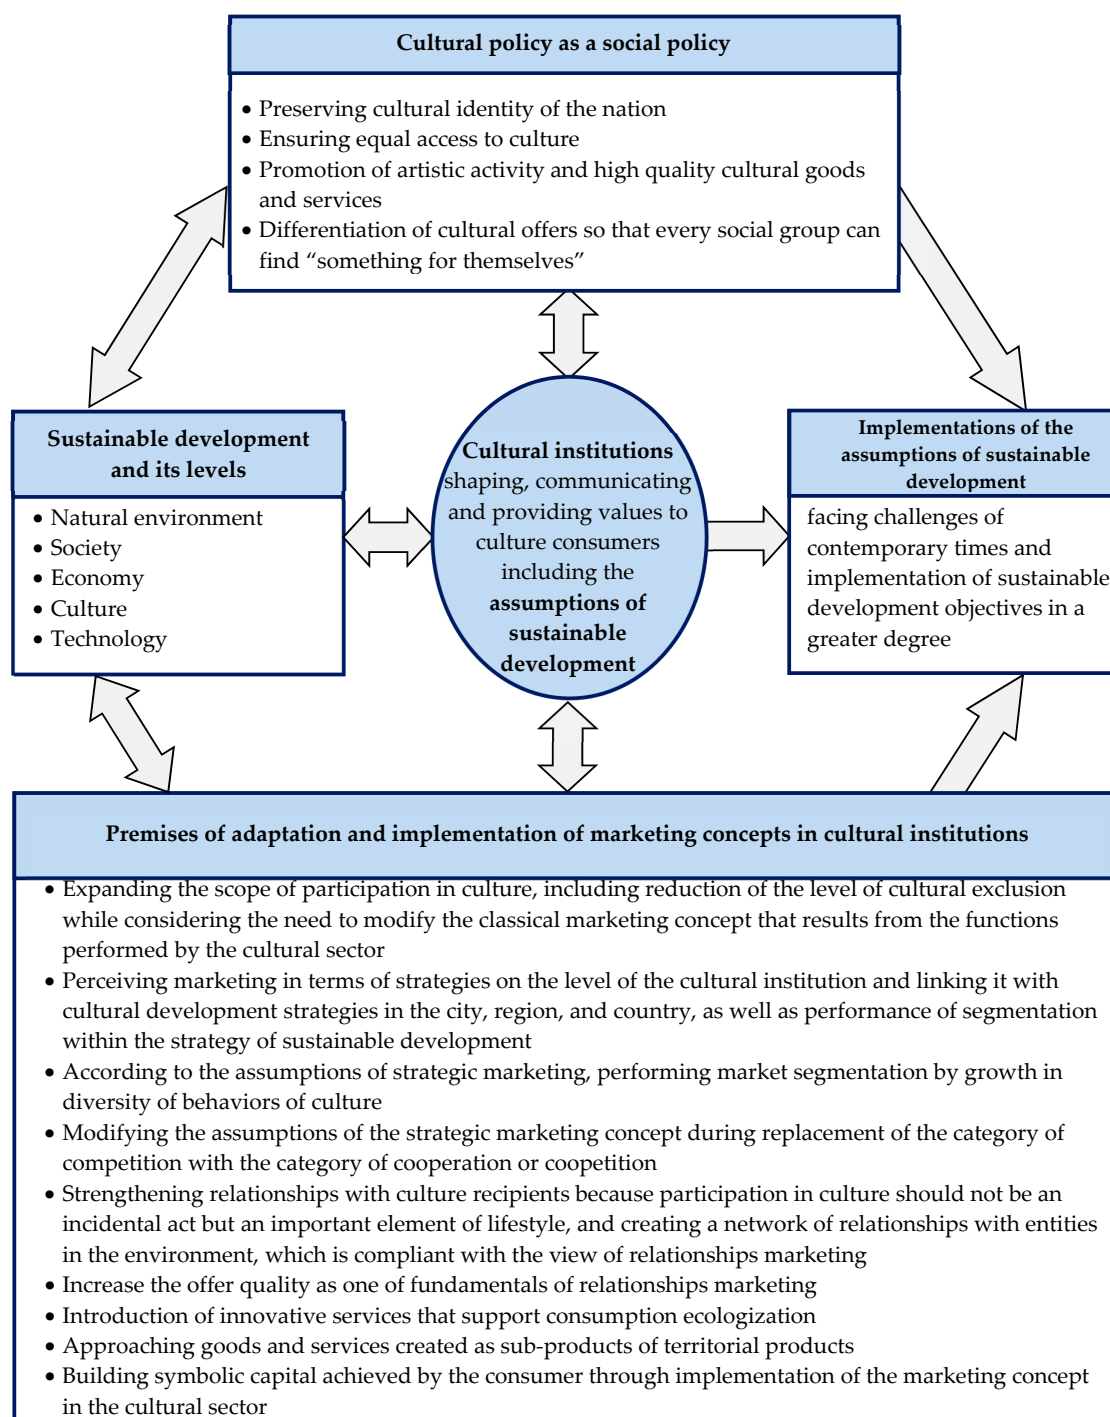 Cultural policy as a social policy
• Preserving cultural identity of the nation
• Ensuring equal access to culture
• Promotion of artistic activity and high quality cultural goods
and services
• Differentiation of cultural offers so that every social group can
find “something for themselves”
Sustainable development
and its levels
• Natural environment
• Society
• Economy
• Culture
• Technology
Cultural institutions
shaping, communicating
and providing values to
culture consumers
including the
assumptions of
sustainable
development
Implementations of the
assumptions of sustainable
development
facing challenges of
contemporary times and
implementation of sustainable
development objectives in a
greater degree
Premises of adaptation and implementation of marketing concepts in cultural institutions
• Expanding the scope of participation in culture, including reduction of the level of cultural exclusion
while considering the need to modify the classical marketing concept that results from the functions
performed by the cultural sector
• Perceiving marketing in terms of strategies on the level of the cultural institution and linking it with
cultural development strategies in the city, region, and country, as well as performance of segmentation
within the strategy of sustainable development
• According to the assumptions of strategic marketing, performing market segmentation by growth in
diversity of behaviors of culture
• Modifying the assumptions of the strategic marketing concept during replacement of the category of
competition with the category of cooperation or coopetition
• Strengthening relationships with culture recipients because participation in culture should not be an
incidental act but an important element of lifestyle, and creating a network of relationships with entities
in the environment, which is compliant with the view of relationships marketing
• Increase the offer quality as one of fundamentals of relationships marketing
• Introduction of innovative services that support consumption ecologization
• Approaching goods and services created as sub-products of territorial products
• Building symbolic capital achieved by the consumer through implementation of the marketing concept
in the cultural sector